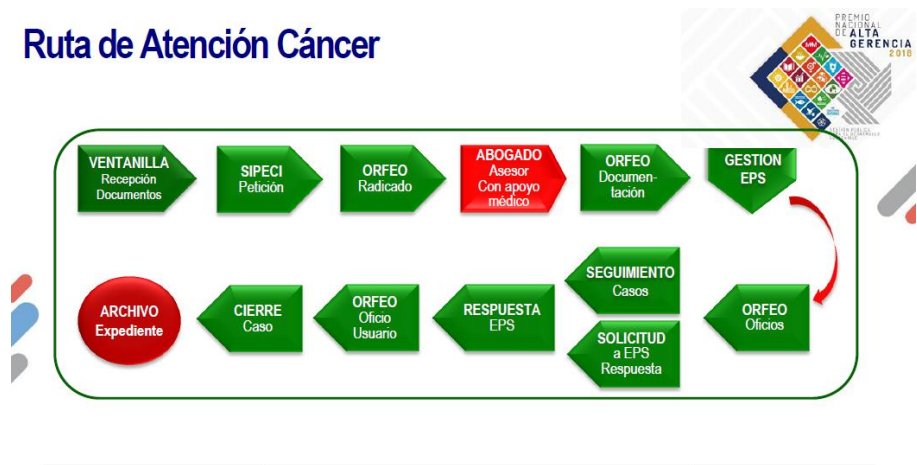 Ruta de Atención Cáncer
PREMIO
NACIONAL
DE ALTA
GERENCIA
2018
VENTANILLA
Recepción
Documentos
SIPECI
Petición
ORFEO
Radicado
ABOGADO
Asesor
Con apoyo
médico
ORFEO
Documen-
tación
GESTION
EPS
ARCHIVO
Expediente
CIERRE
Caso
ORFEO
Oficio
Usuario
RESPUESTA
EPS
SEGUIMIENTO
Casos
SOLICITUD
a EPS
Respuesta
ORFEO
Oficios